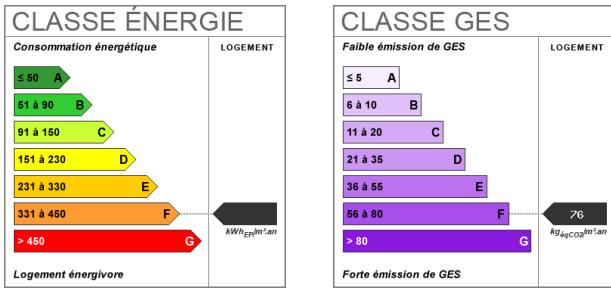 CLASSE ÉNERGIE
Consommation énergétique
LOGEMENT
≤ 50 A
51 à 90 B
91 à 150 C
151 à 230 D
231 à 330 E
331 à 450 F
kWhEP/m².an
> 450 G
Logement énergivore
CLASSE GES
Faible émission de GES
LOGEMENT
≤ 5 A
6 à 10 B
11 à 20 C
21 à 35 D
36 à 55 E
56 à 80 F
76
kgéqCO2/m².an
> 80 G
Forte émission de GES